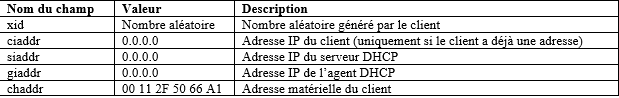 Nom du champ Valeur Description
xid Nombre aléatoire Nombre aléatoire généré par le client
ciaddr 0.0.0.0 Adresse IP du client (uniquement si le client a déjà une adresse)
siaddr 0.0.0.0 Adresse IP du serveur DHCP
giaddr 0.0.0.0 Adresse IP de l'agent DHCP
chaddr 00 11 2F 50 66 A1 Adresse matérielle du client